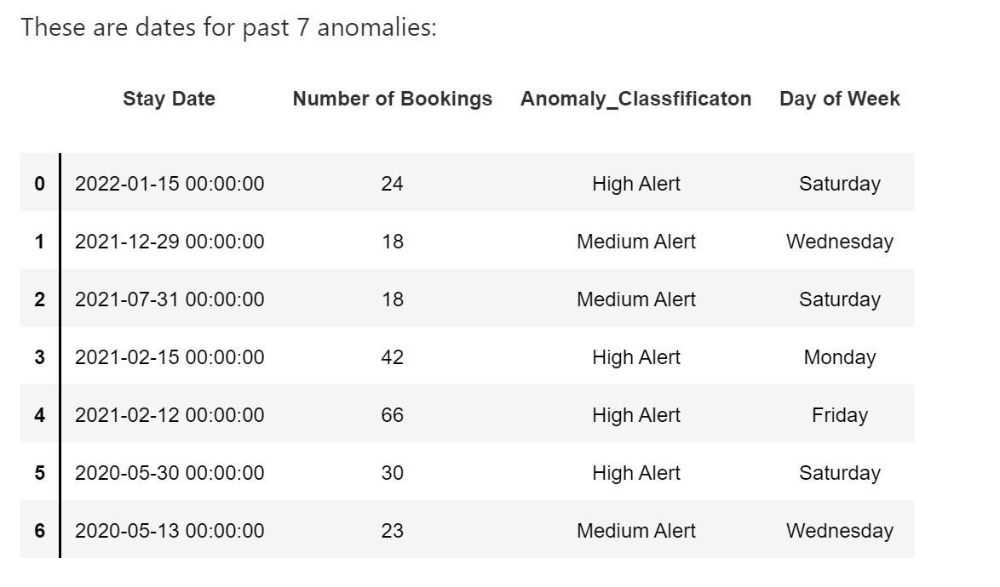 These are dates for past 7 anomalies:
Stay Date Number of Bookings Anomaly_Classfificaton Day of Week
0 2022-01-15 00:00:00 24 High Alert Saturday
1 2021-12-29 00:00:00 18 Medium Alert Wednesday
2 2021-07-31 00:00:00 18 Medium Alert Saturday
3 2021-02-15 00:00:00 42 High Alert Monday
4 2021-02-12 00:00:00 66 High Alert Friday
5 2020-05-30 00:00:00 30 High Alert Saturday
6 2020-05-13 00:00:00 23 Medium Alert Wednesday